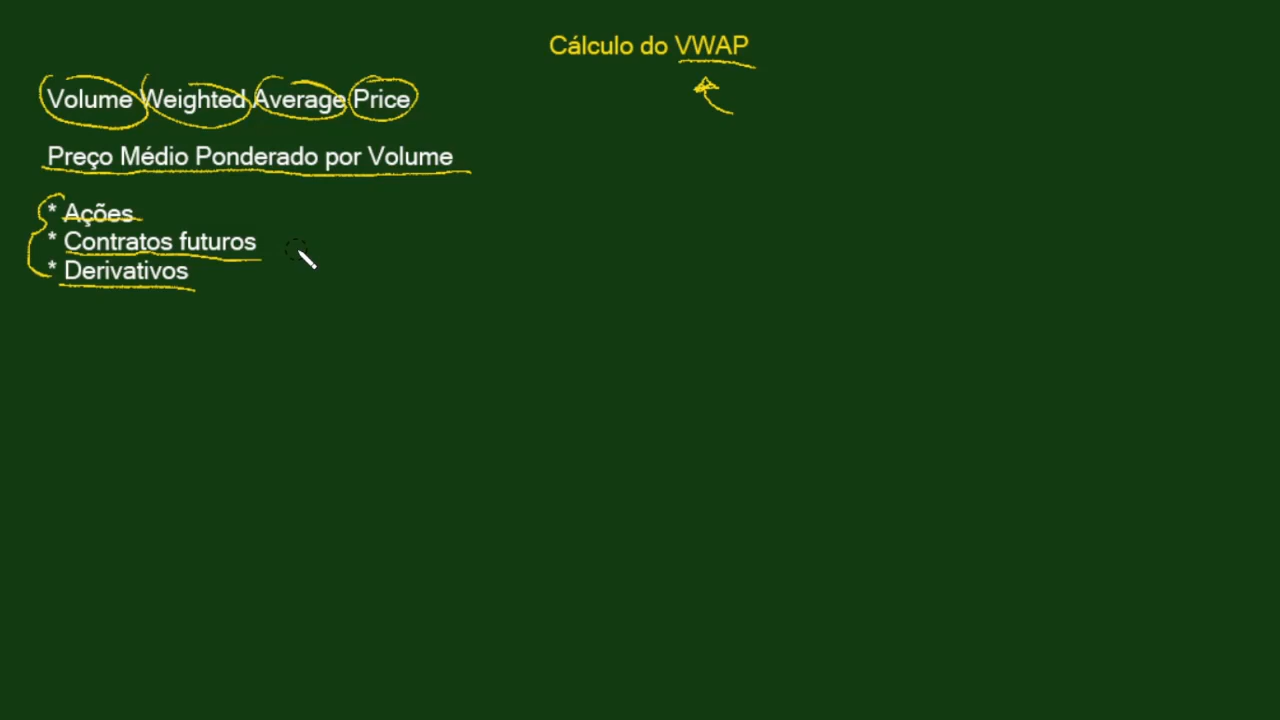 Cálculo do VWAP
Volume Weighted Average Price
Preço Médio Ponderado por Volume
* Ações
* Contratos futuros
* Derivativos